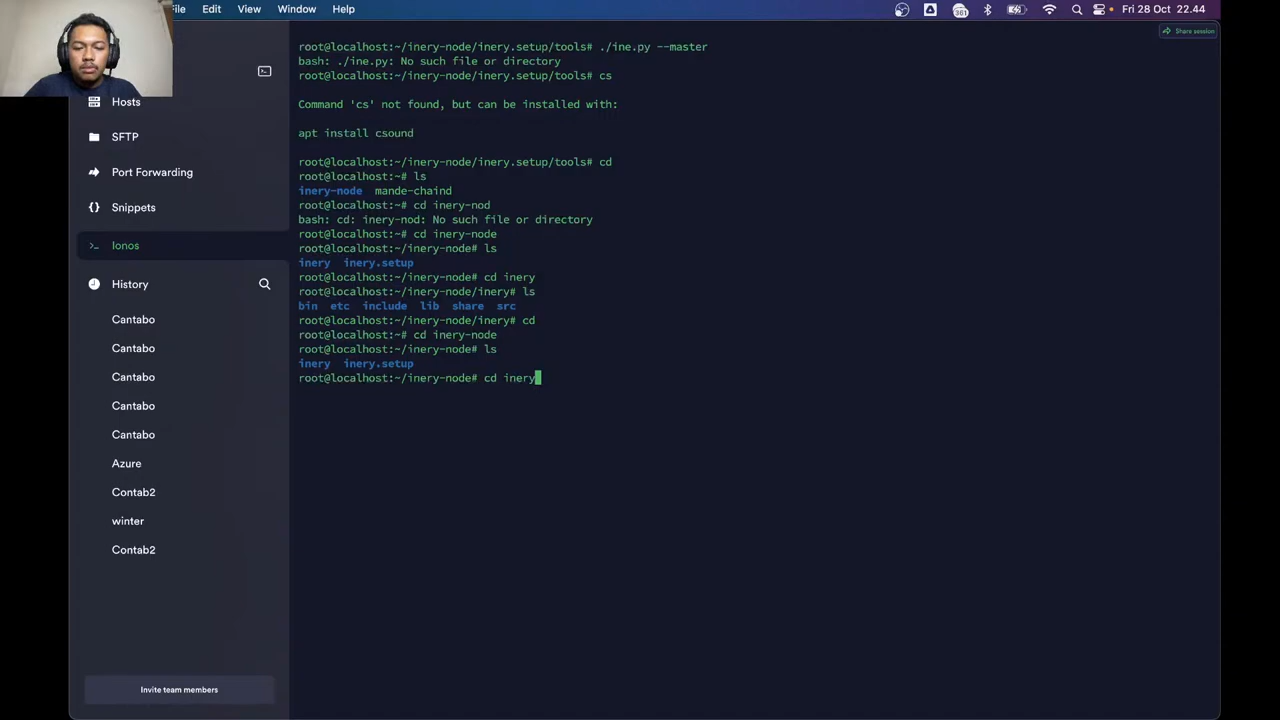 File Edit View Window Help
361
Fri 28 Oct 22.44
Share session
Hosts
SFTP
Port Forwarding
Snippets
Ionos
History
Cantabo
Cantabo
Cantabo
Cantabo
Cantabo
Azure
Contab2
winter
Contab2
Invite team members
root@localhost:~/inery-node/inery.setup/tools# ./ine.py --master
bash: ./ine.py: No such file or directory
root@localhost:~/inery-node/inery.setup/tools# cs
Command 'cs' not found, but can be installed with:
apt install csound
root@localhost:~/inery-node/inery.setup/tools# cd
root@localhost:~# ls
inery-node mande-chaind
root@localhost:~# cd inery-nod
bash: cd: inery-nod: No such file or directory
root@localhost:~# cd inery-node
root@localhost:~/inery-node# ls
inery inery.setup
root@localhost:~/inery-node# cd inery
root@localhost:~/inery-node/inery# ls
bin etc include lib share src
root@localhost:~/inery-node/inery# cd
root@localhost:~# cd inery-node
root@localhost:~/inery-node# ls
inery inery.setup
root@localhost:~/inery-node# cd inery